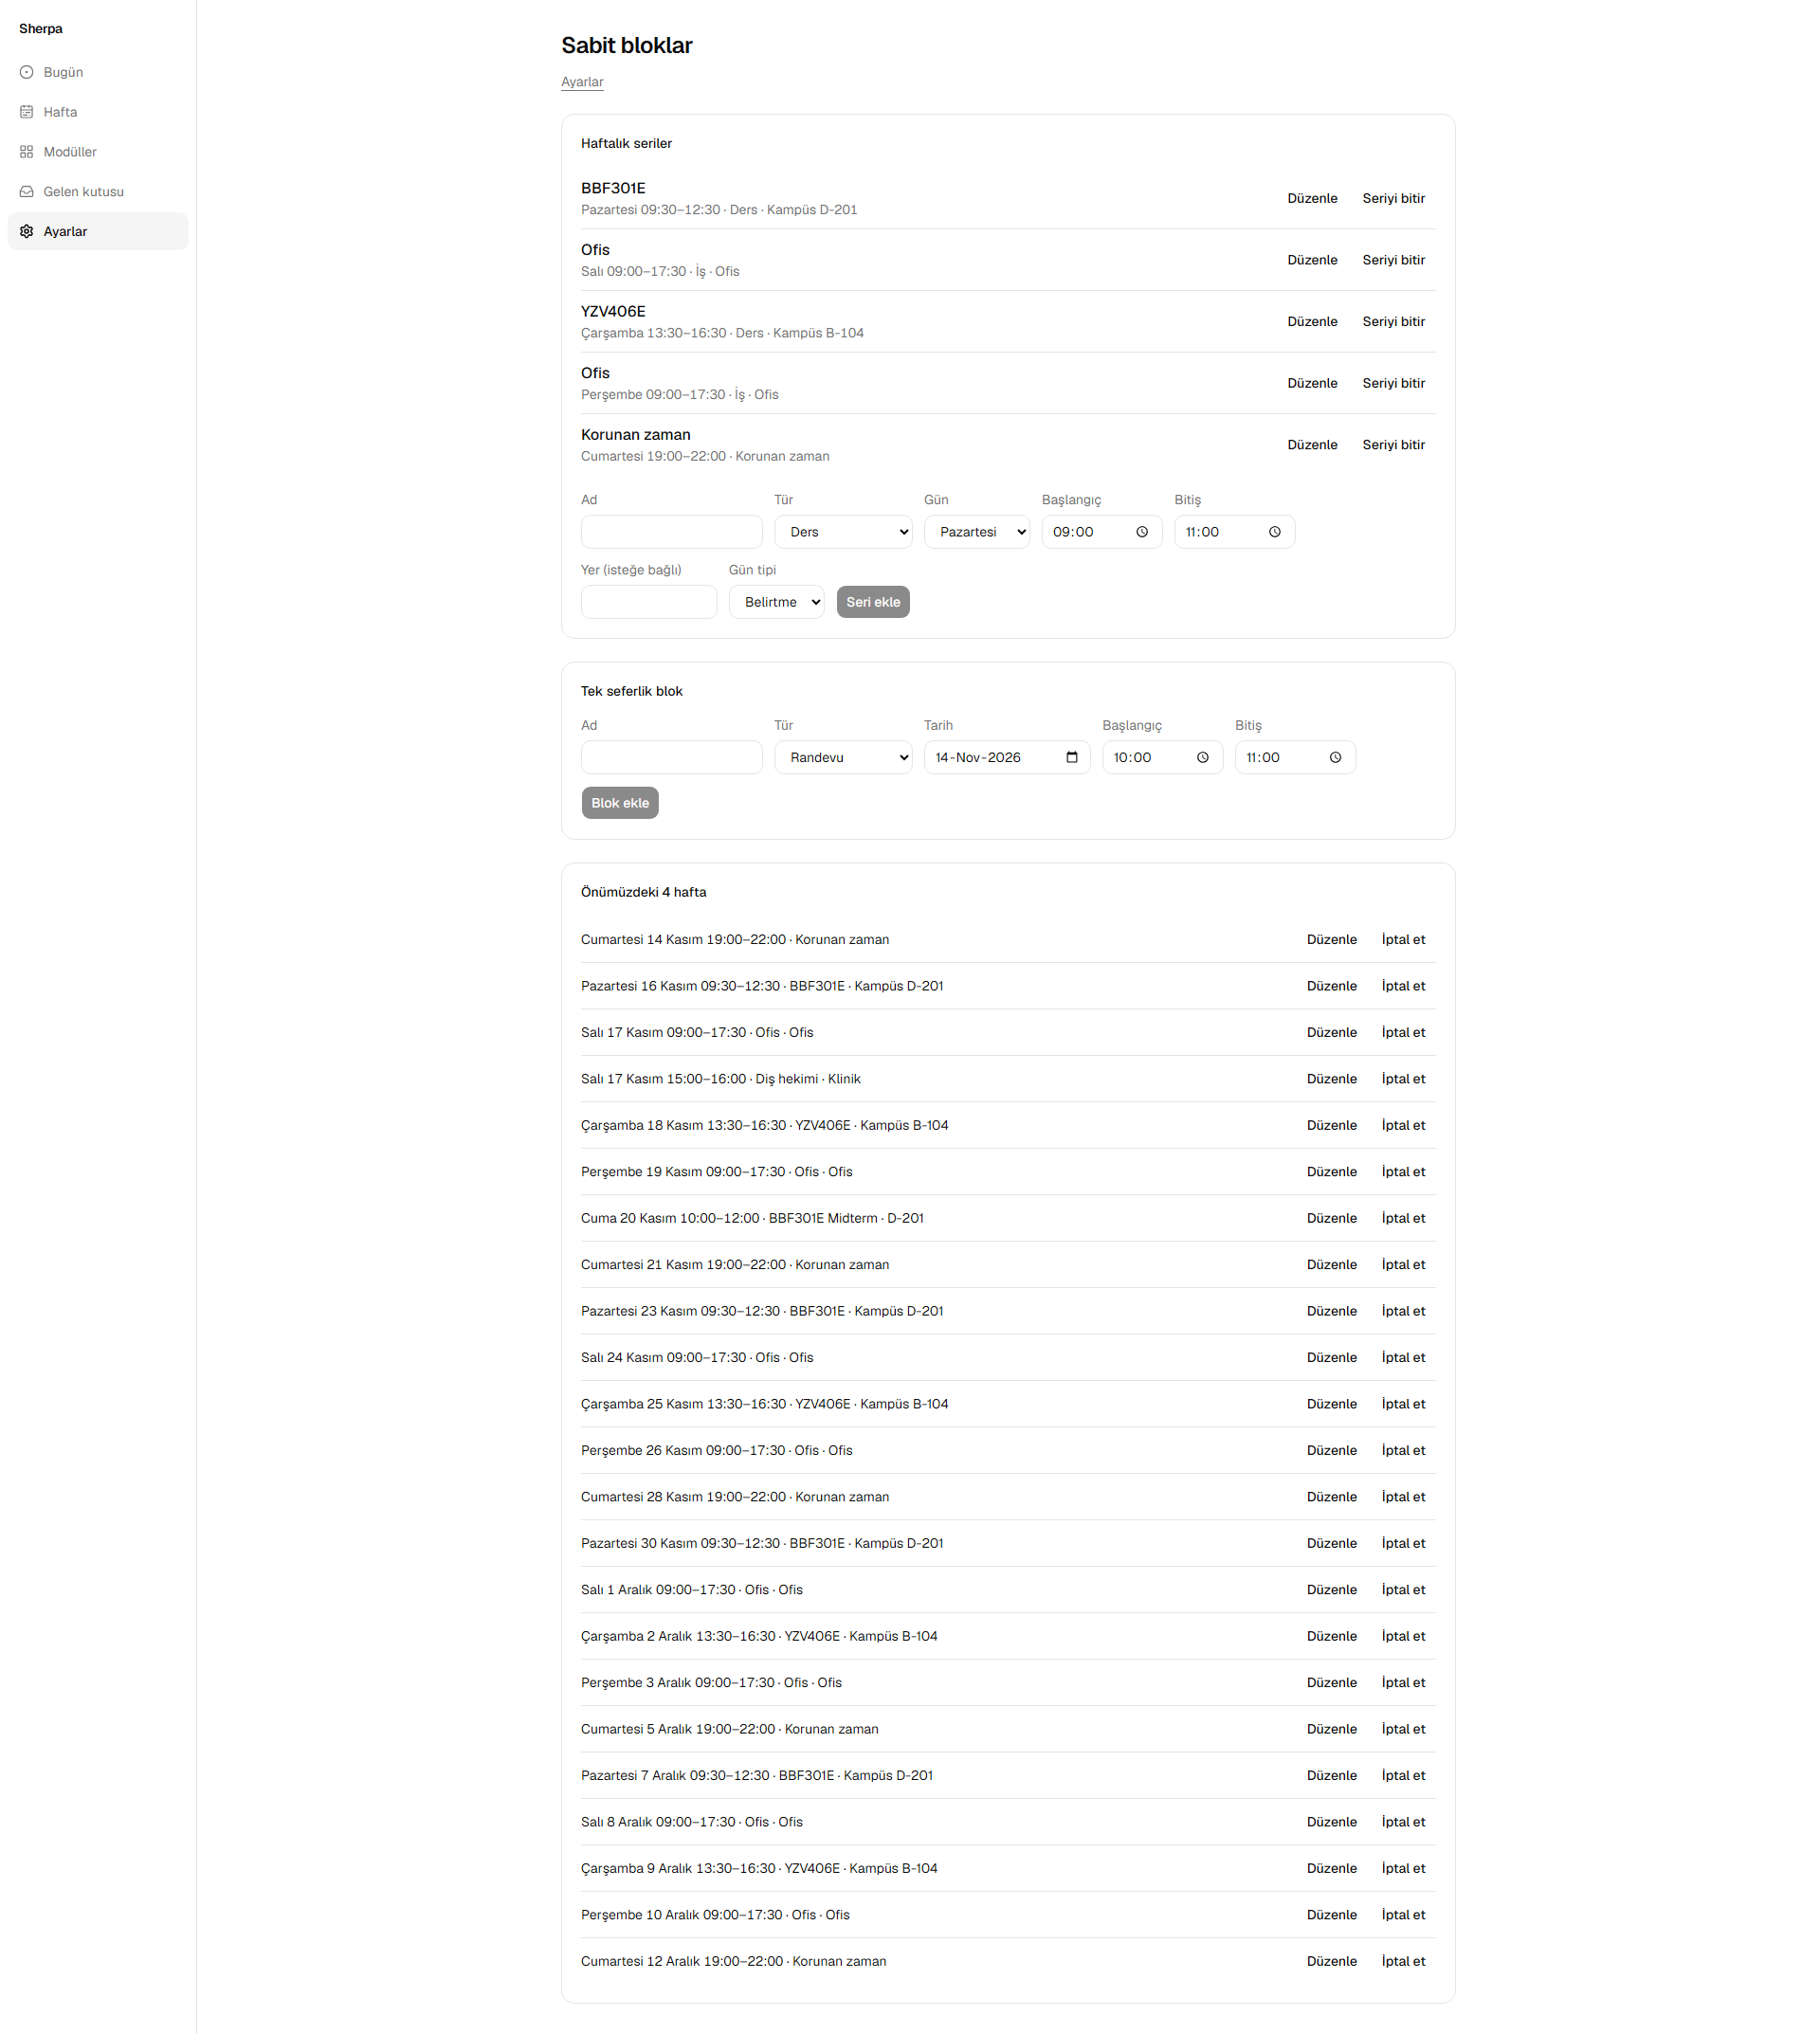 Sherpa
Bugün
Hafta
Modüller
Gelen kutusu
Ayarlar
Sabit bloklar
Ayarlar
Haftalık seriler
BBF301E
Pazartesi 09:30–12:30 · Ders · Kampüs D-201
Düzenle Seriyi bitir
Ofis
Salı 09:00–17:30 · İş · Ofis
Düzenle Seriyi bitir
YZV406E
Çarşamba 13:30–16:30 · Ders · Kampüs B-104
Düzenle Seriyi bitir
Ofis
Perşembe 09:00–17:30 · İş · Ofis
Düzenle Seriyi bitir
Korunan zaman
Cumartesi 19:00–22:00 · Korunan zaman
Düzenle Seriyi bitir
Ad Tür Gün Başlangıç Bitiş
Ders Pazartesi 09:00 11:00
Yer (isteğe bağlı) Gün tipi
Belirtme Seri ekle
Tek seferlik blok
Ad Tür Tarih Başlangıç Bitiş
Randevu 14-Nov-2026 10:00 11:00
Blok ekle
Önümüzdeki 4 hafta
Cumartesi 14 Kasım 19:00–22:00 · Korunan zaman Düzenle İptal et
Pazartesi 16 Kasım 09:30–12:30 · BBF301E · Kampüs D-201 Düzenle İptal et
Salı 17 Kasım 09:00–17:30 · Ofis · Ofis Düzenle İptal et
Salı 17 Kasım 15:00–16:00 · Diş hekimi · Klinik Düzenle İptal et
Çarşamba 18 Kasım 13:30–16:30 · YZV406E · Kampüs B-104 Düzenle İptal et
Perşembe 19 Kasım 09:00–17:30 · Ofis · Ofis Düzenle İptal et
Cuma 20 Kasım 10:00–12:00 · BBF301E Midterm · D-201 Düzenle İptal et
Cumartesi 21 Kasım 19:00–22:00 · Korunan zaman Düzenle İptal et
Pazartesi 23 Kasım 09:30–12:30 · BBF301E · Kampüs D-201 Düzenle İptal et
Salı 24 Kasım 09:00–17:30 · Ofis · Ofis Düzenle İptal et
Çarşamba 25 Kasım 13:30–16:30 · YZV406E · Kampüs B-104 Düzenle İptal et
Perşembe 26 Kasım 09:00–17:30 · Ofis · Ofis Düzenle İptal et
Cumartesi 28 Kasım 19:00–22:00 · Korunan zaman Düzenle İptal et
Pazartesi 30 Kasım 09:30–12:30 · BBF301E · Kampüs D-201 Düzenle İptal et
Salı 1 Aralık 09:00–17:30 · Ofis · Ofis Düzenle İptal et
Çarşamba 2 Aralık 13:30–16:30 · YZV406E · Kampüs B-104 Düzenle İptal et
Perşembe 3 Aralık 09:00–17:30 · Ofis · Ofis Düzenle İptal et
Cumartesi 5 Aralık 19:00–22:00 · Korunan zaman Düzenle İptal et
Pazartesi 7 Aralık 09:30–12:30 · BBF301E · Kampüs D-201 Düzenle İptal et
Salı 8 Aralık 09:00–17:30 · Ofis · Ofis Düzenle İptal et
Çarşamba 9 Aralık 13:30–16:30 · YZV406E · Kampüs B-104 Düzenle İptal et
Perşembe 10 Aralık 09:00–17:30 · Ofis · Ofis Düzenle İptal et
Cumartesi 12 Aralık 19:00–22:00 · Korunan zaman Düzenle İptal et